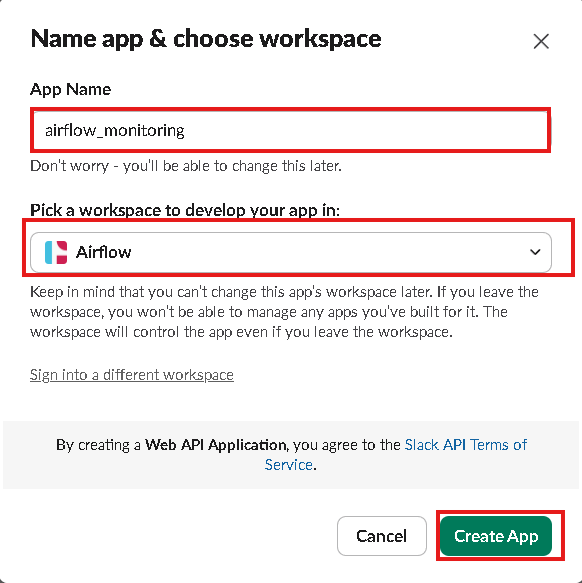 Name app & choose workspace
App Name
airflow_monitoring
Don't worry - you'll be able to change this later.
Pick a workspace to develop your app in:
Airflow
Keep in mind that you can't change this app's workspace later. If you leave the
workspace, you won't be able to manage any apps you've built for it. The
workspace will control the app even if you leave the workspace.
Sign into a different workspace
By creating a Web API Application, you agree to the Slack API Terms of
Service.
Cancel
Create App